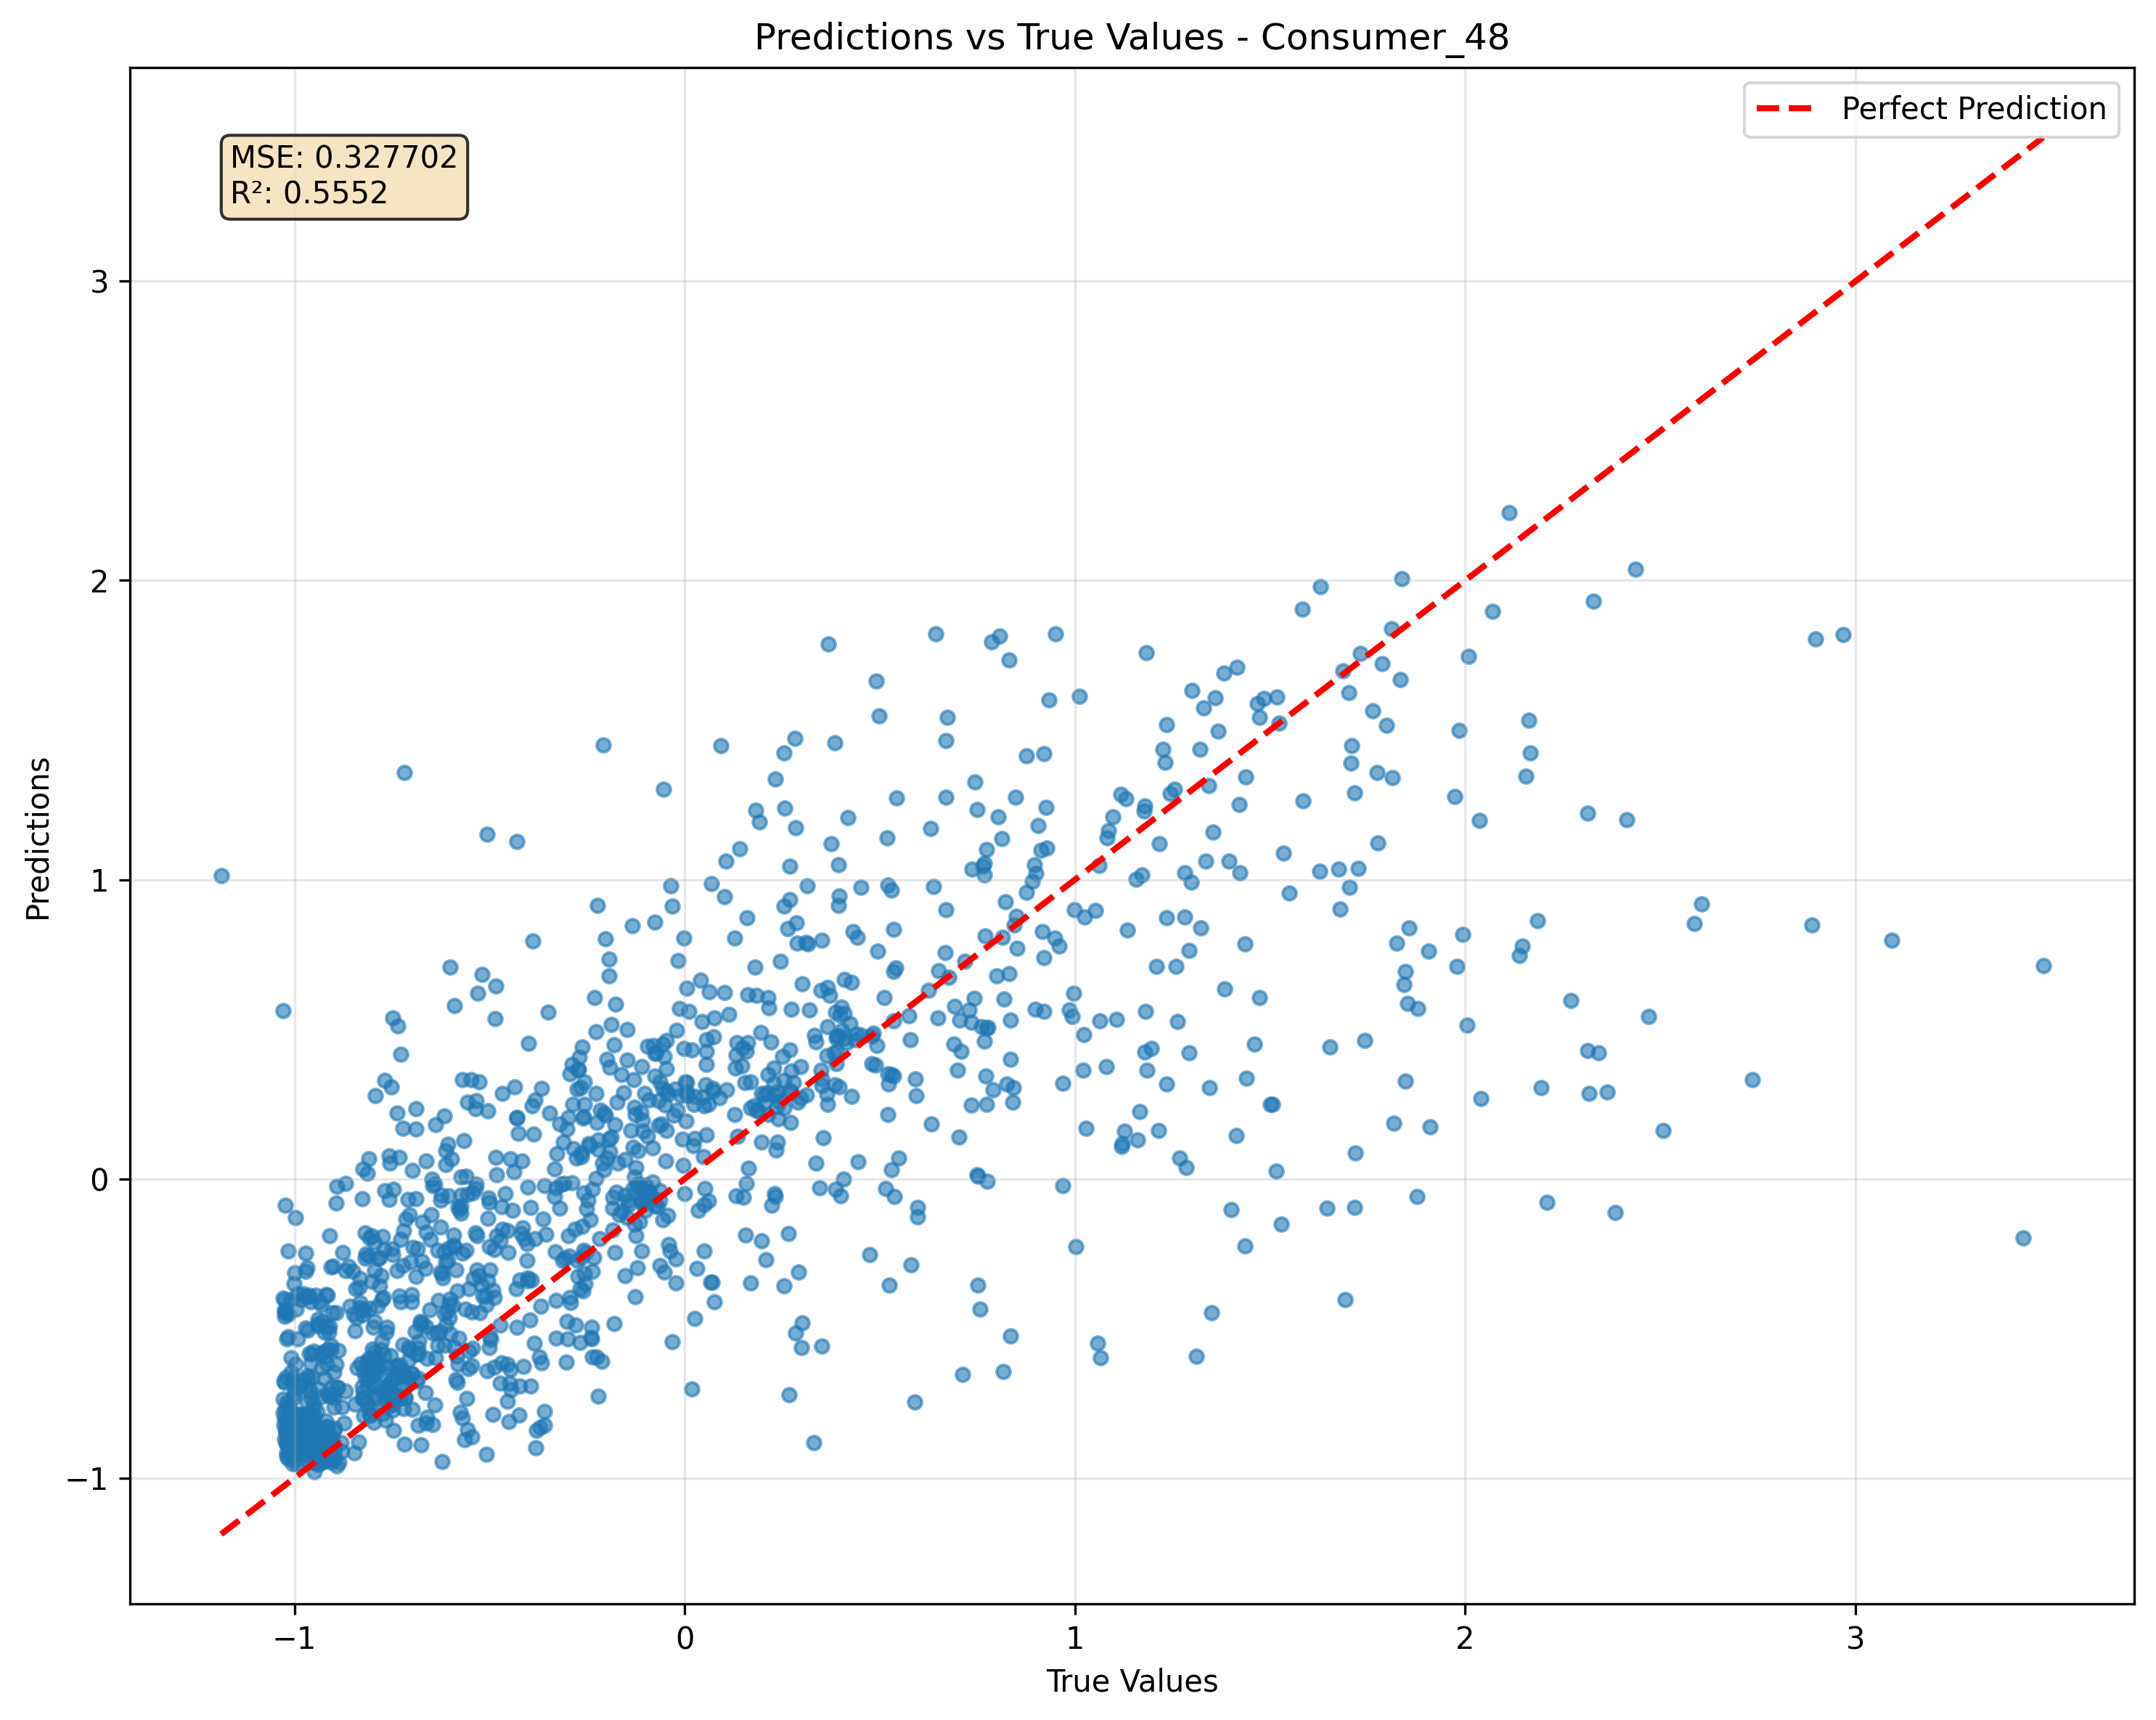 Predictions vs True Values - Consumer_48
Perfect Prediction
MSE: 0.327702
R²: 0.5552
3
2
1
0
−1
Predictions
−1
0
1
2
3
True Values